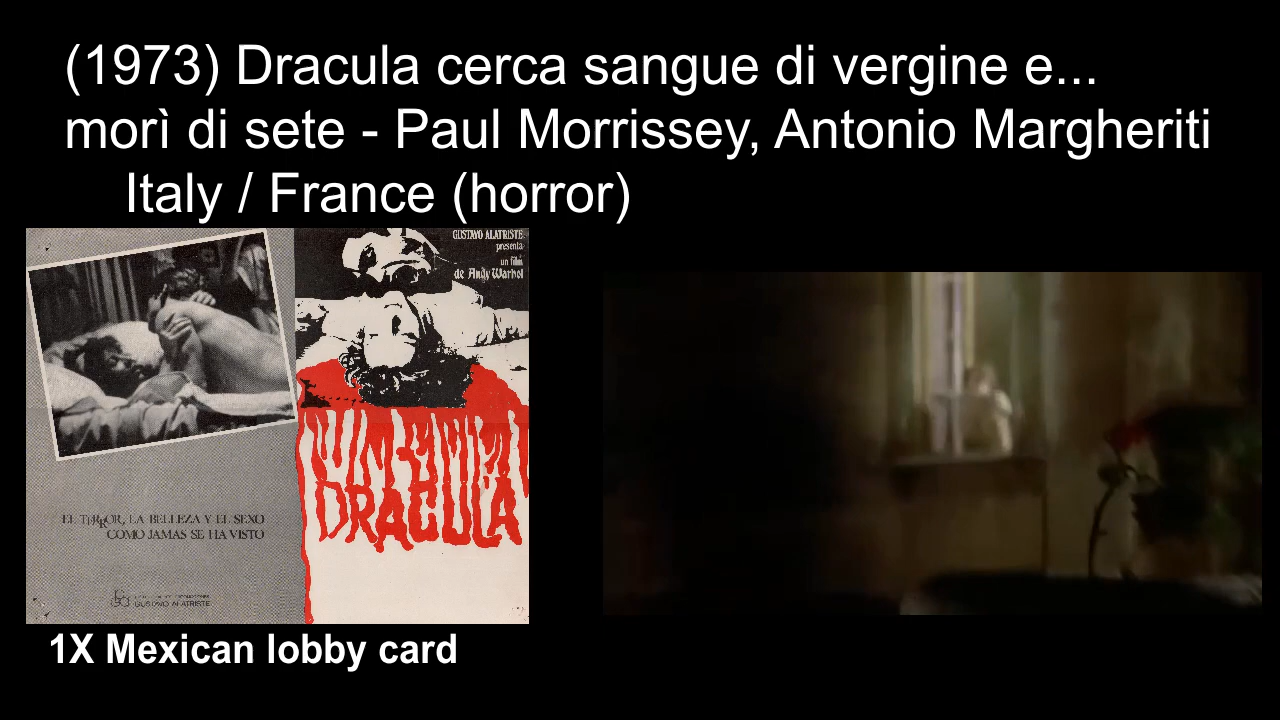 (1973) Dracula cerca sangue di vergine e...
morì di sete - Paul Morrissey, Antonio Margheriti
Italy / France (horror)
GUSTAVO ALATRISTE
presenta
un film
de Andy Warhol
DRACULA
EL TERROR, LA BELLEZA Y EL SEXO
COMO JAMAS SE HA VISTO
GUSTAVO ALATRISTE
1X Mexican lobby card